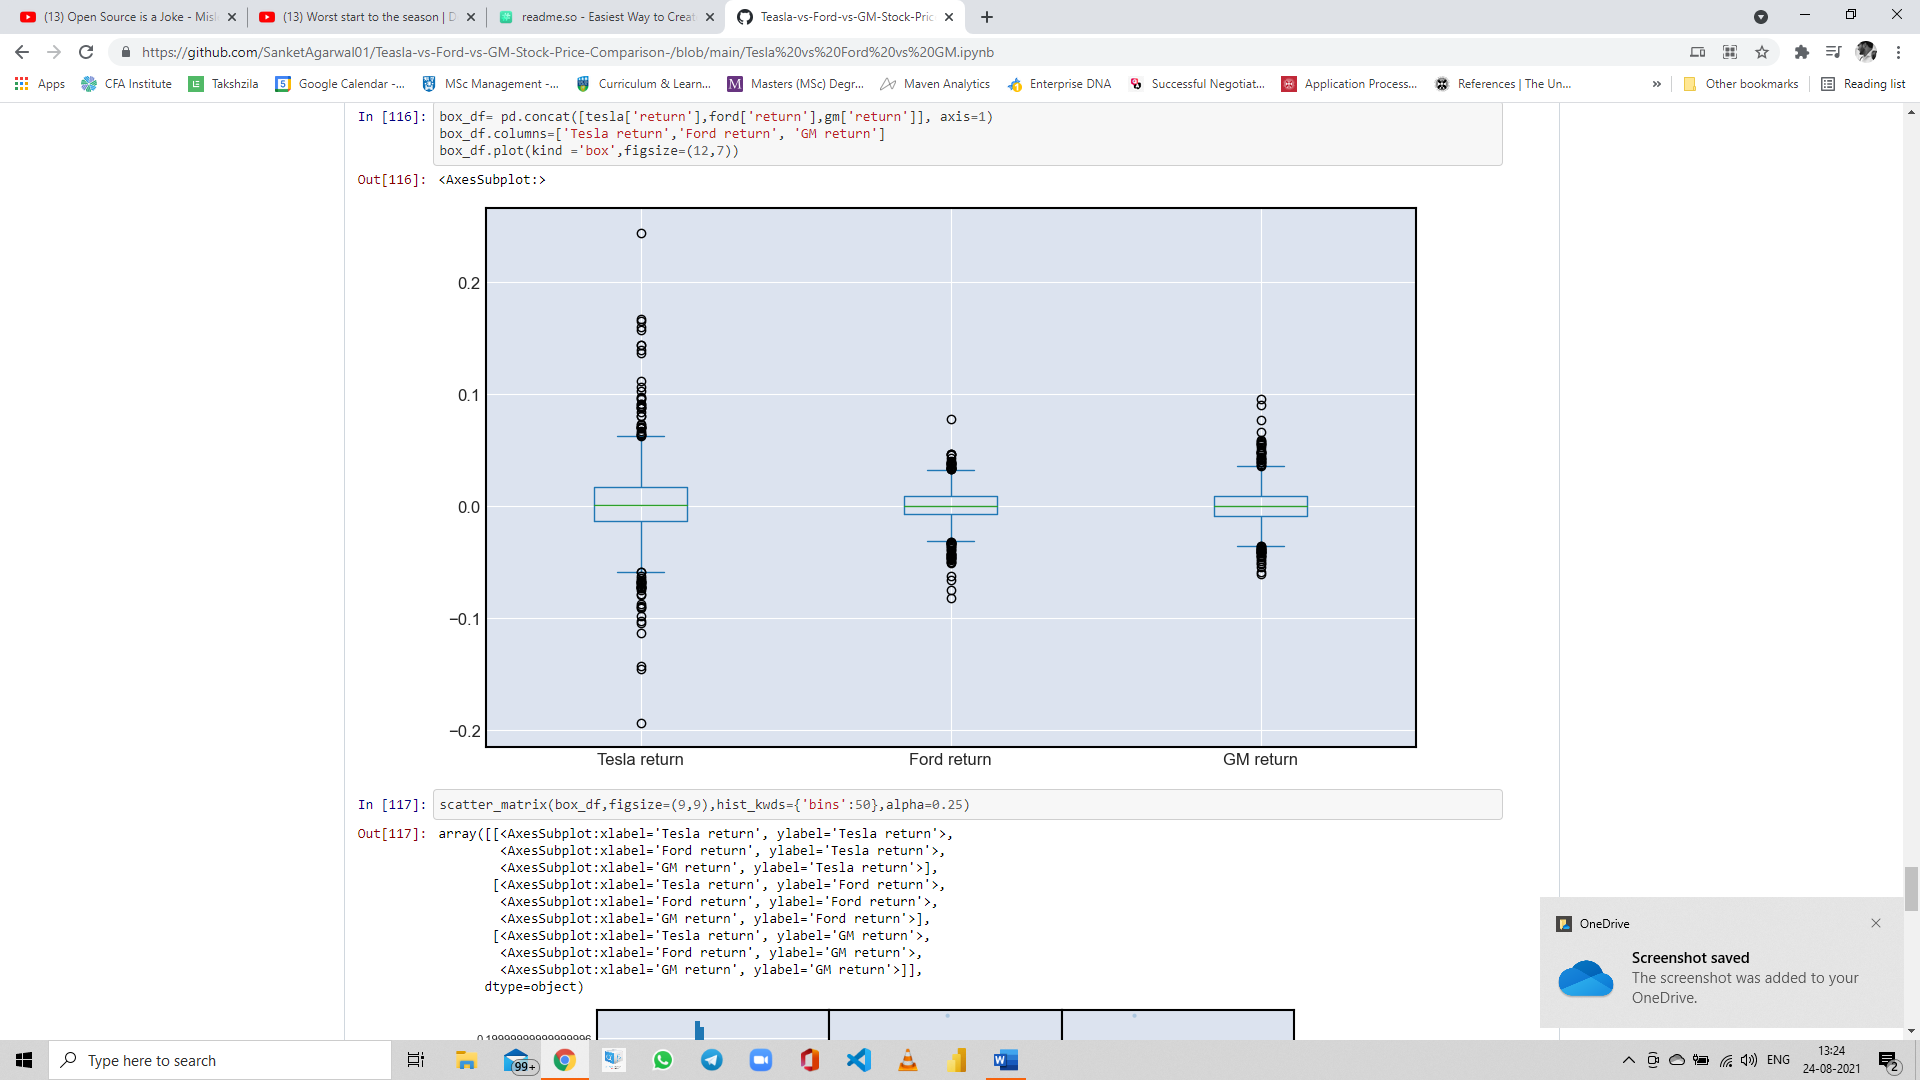 (13) Open Source is a Joke - Misl
(13) Worst start to the season | D
readme.so - Easiest Way to Creat
Teasla-vs-Ford-vs-GM-Stock-Pric
https://github.com/SanketAgarwal01/Teasla-vs-Ford-vs-GM-Stock-Price-Comparison-/blob/main/Tesla%20vs%20Ford%20vs%20GM.ipynb
Apps
CFA Institute
Takshzila
Google Calendar -...
MSc Management -...
Curriculum & Learn...
Masters (MSc) Degr...
Maven Analytics
Enterprise DNA
Successful Negotiat...
Application Process...
References | The Un...
»
Other bookmarks
Reading list
In [116]:
box_df= pd.concat([tesla['return'],ford['return'],gm['return']], axis=1)
box_df.columns=['Tesla return','Ford return', 'GM return']
box_df.plot(kind ='box',figsize=(12,7))
Out[116]: <AxesSubplot:>
0.2
0.1
0.0
−0.1
−0.2
Tesla return
Ford return
GM return
In [117]:
scatter_matrix(box_df,figsize=(9,9),hist_kwds={'bins':50},alpha=0.25)
Out[117]: array([[<AxesSubplot:xlabel='Tesla return', ylabel='Tesla return'>,
<AxesSubplot:xlabel='Ford return', ylabel='Tesla return'>,
<AxesSubplot:xlabel='GM return', ylabel='Tesla return'>],
[<AxesSubplot:xlabel='Tesla return', ylabel='Ford return'>,
<AxesSubplot:xlabel='Ford return', ylabel='Ford return'>,
<AxesSubplot:xlabel='GM return', ylabel='Ford return'>],
[<AxesSubplot:xlabel='Tesla return', ylabel='GM return'>,
<AxesSubplot:xlabel='Ford return', ylabel='GM return'>,
<AxesSubplot:xlabel='GM return', ylabel='GM return'>]],
dtype=object)
OneDrive
Screenshot saved
The screenshot was added to your
OneDrive.
Type here to search
99+
ENG
13:24
24-08-2021
2